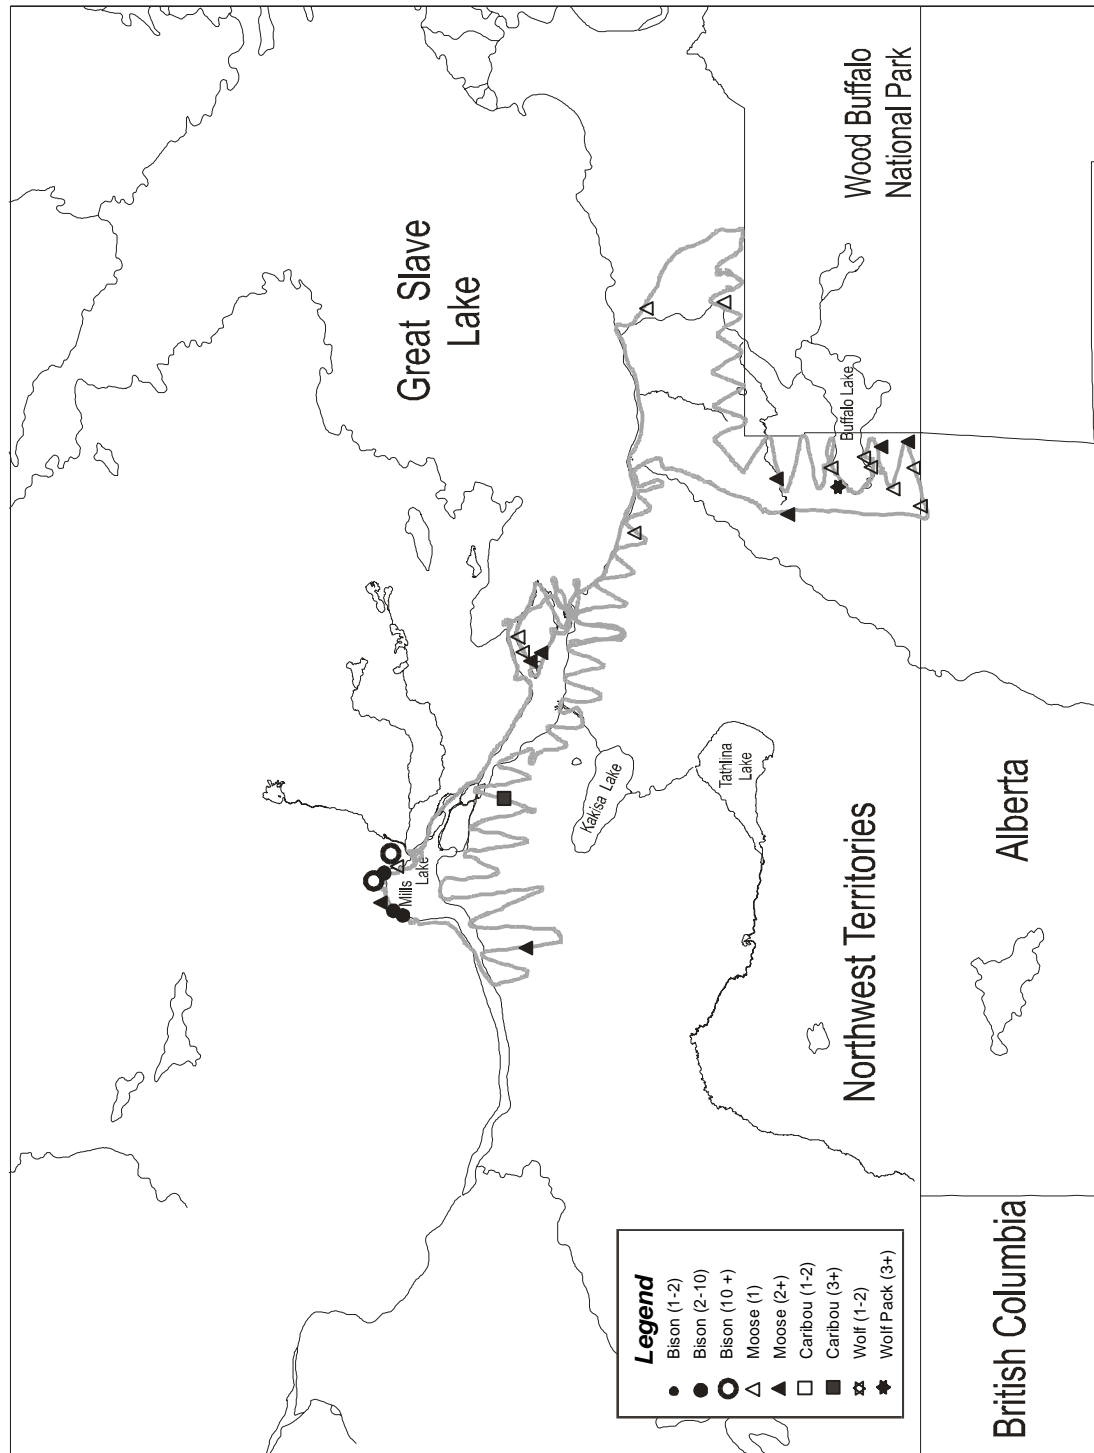 Great Slave
Lake
Wood Buffalo
National Park
Buffalo Lake
Mills
Lake
Kakisa Lake
Tathlina
Lake
Northwest Territories
Alberta
British Columbia
Legend
Bison (1-2)
Bison (2-10)
Bison (10 +)
Moose (1)
Moose (2+)
Caribou (1-2)
Caribou (3+)
Wolf (1-2)
Wolf Pack (3+)